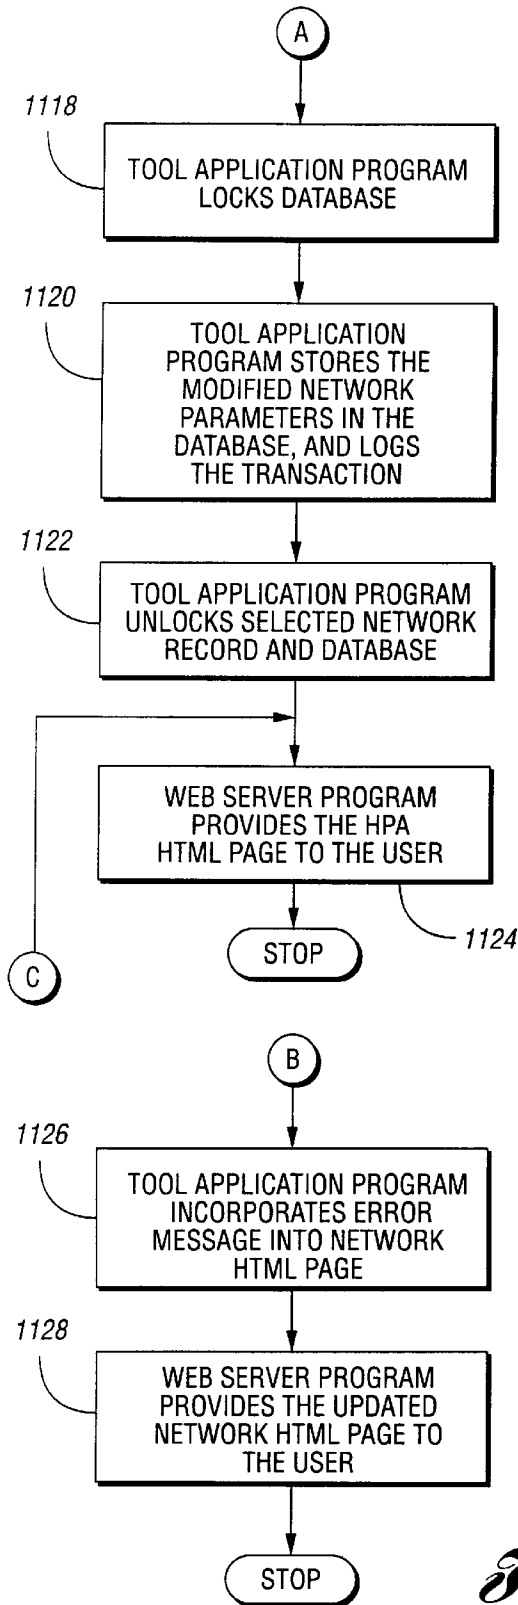 A
1118
TOOL APPLICATION PROGRAM
LOCKS DATABASE
1120
TOOL APPLICATION
PROGRAM STORES THE
MODIFIED NETWORK
PARAMETERS IN THE
DATABASE, AND LOGS
THE TRANSACTION
1122
TOOL APPLICATION PROGRAM
UNLOCKS SELECTED NETWORK
RECORD AND DATABASE
WEB SERVER PROGRAM
PROVIDES THE HPA
HTML PAGE TO THE USER
1124
STOP
C
B
1126
TOOL APPLICATION PROGRAM
INCORPORATES ERROR
MESSAGE INTO NETWORK
HTML PAGE
1128
WEB SERVER PROGRAM
PROVIDES THE UPDATED
NETWORK HTML PAGE TO
THE USER
STOP